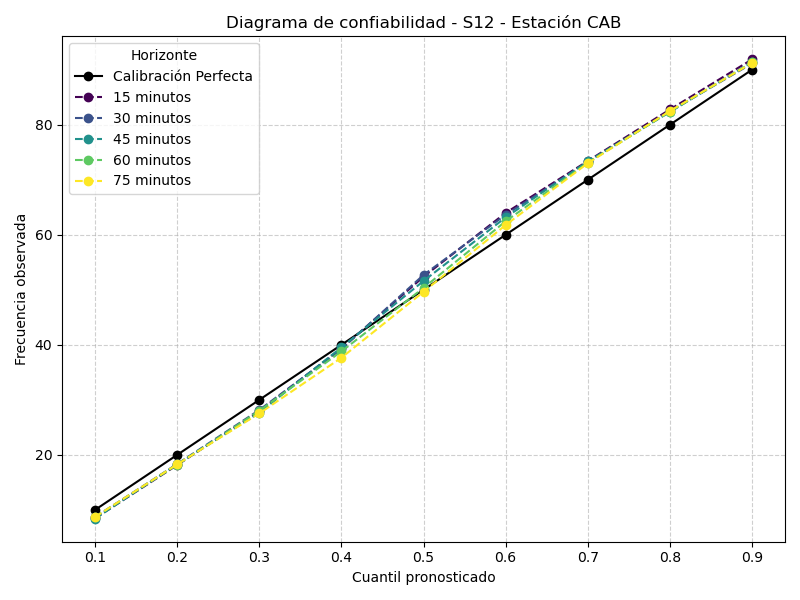 Diagrama de confiabilidad - S12 - Estación CAB
Horizonte
Calibración Perfecta
15 minutos
30 minutos
45 minutos
60 minutos
75 minutos
Frecuencia observada
80
60
40
20
0.1 0.2 0.3 0.4 0.5 0.6 0.7 0.8 0.9
Cuantil pronosticado